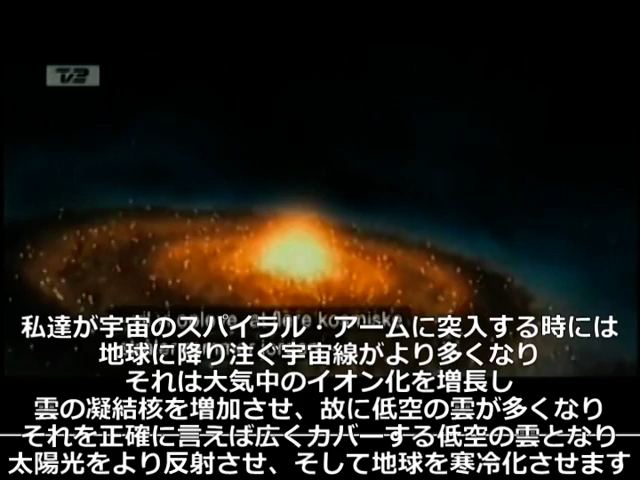 TV2
kosmiske
私達が宇宙のスパイラル・アームに突入する時には
地球に降り注ぐ宇宙線がより多くなり
それは大気中のイオン化を増長し
雲の凝結核を増加させ、故に低空の雲が多くなり
それを正確に言えば広くカバーする低空の雲となり
太陽光をより反射させ、そして地球を寒冷化させます